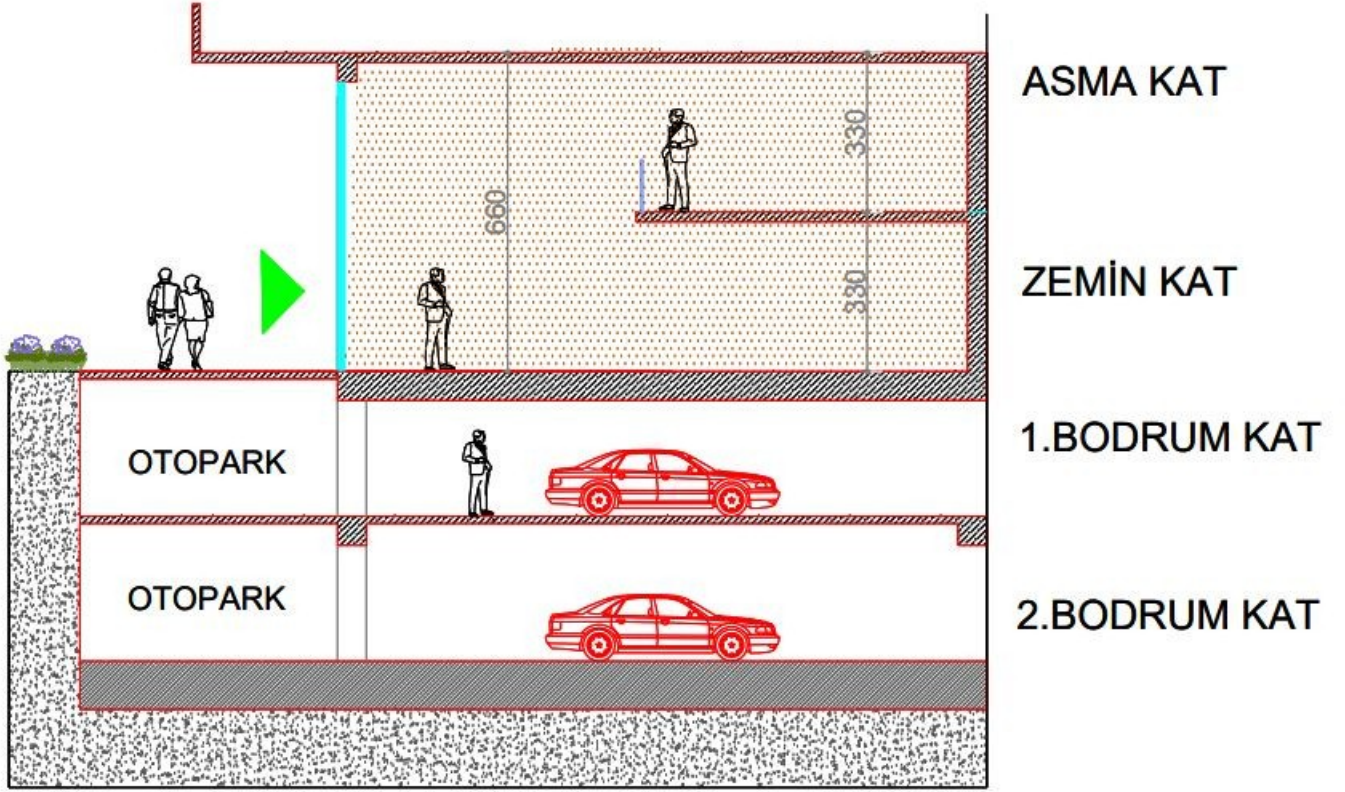 ASMA KAT
330
660
ZEMİN KAT
330
1.BODRUM KAT
OTOPARK
OTOPARK
2.BODRUM KAT